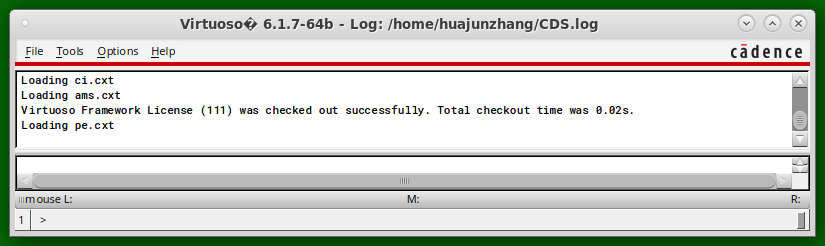 Virtuoso� 6.1.7-64b - Log: /home/huajunzhang/CDS.log
File Tools Options Help
cādence
Loading ci.cxt
Loading ams.cxt
Virtuoso Framework License (111) was checked out successfully. Total checkout time was 0.02s.
Loading pe.cxt
mouse L: M: R:
1 >